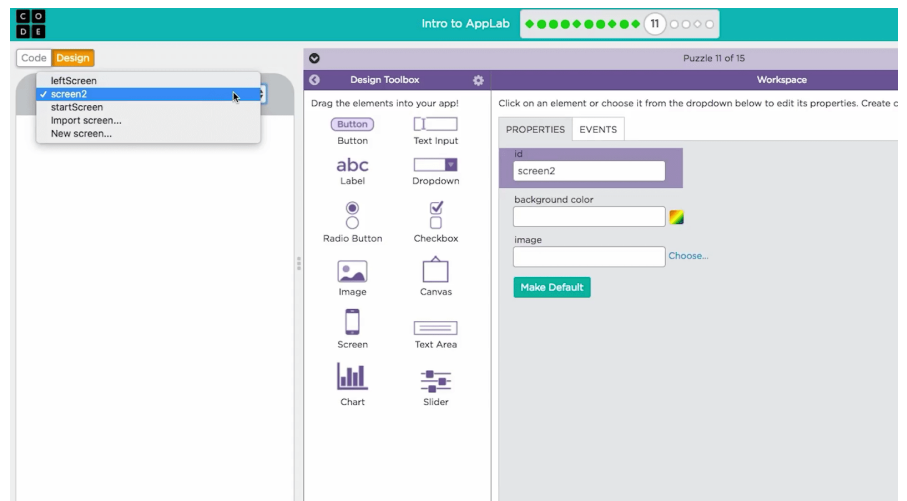 C O
D E
Intro to AppLab
11
Code Design
Puzzle 11 of 15
leftScreen
✓ screen2
startScreen
Import screen...
New screen...
Design Toolbox
Workspace
Drag the elements into your app!
Button
Button
Text Input
abc
Label
Dropdown
Radio Button
Checkbox
Image
Canvas
Screen
Text Area
Chart
Slider
Click on an element or choose it from the dropdown below to edit its properties. Create
PROPERTIES EVENTS
id
screen2
background color
image
Choose...
Make Default